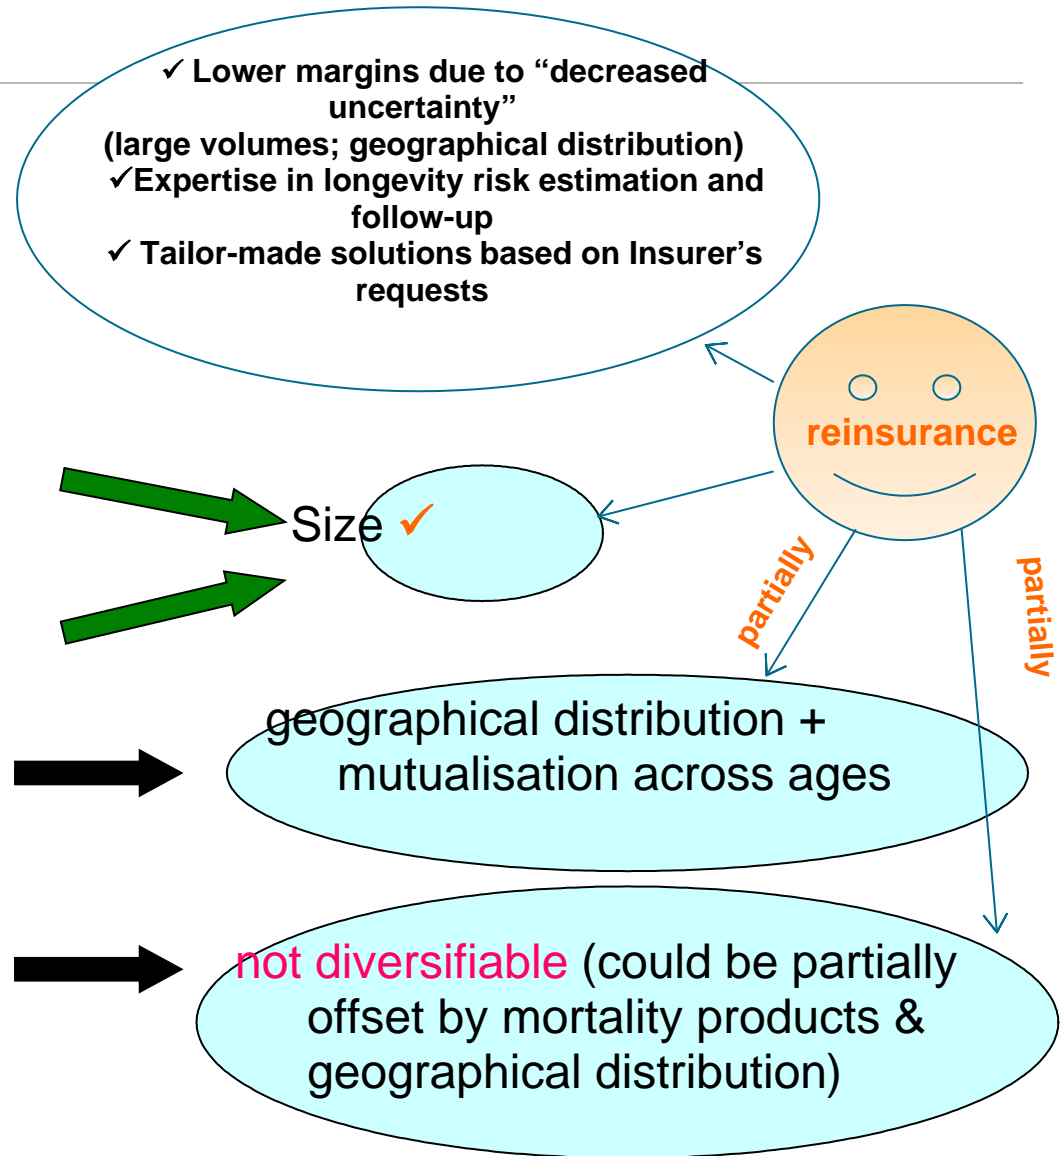 ✓ Lower margins due to “decreased
uncertainty”
(large volumes; geographical distribution)
✓Expertise in longevity risk estimation and
follow-up
✓ Tailor-made solutions based on Insurer’s
requests
reinsurance
Size ✓
partially
partially
geographical distribution +
mutualisation across ages
not diversifiable (could be partially
offset by mortality products &
geographical distribution)